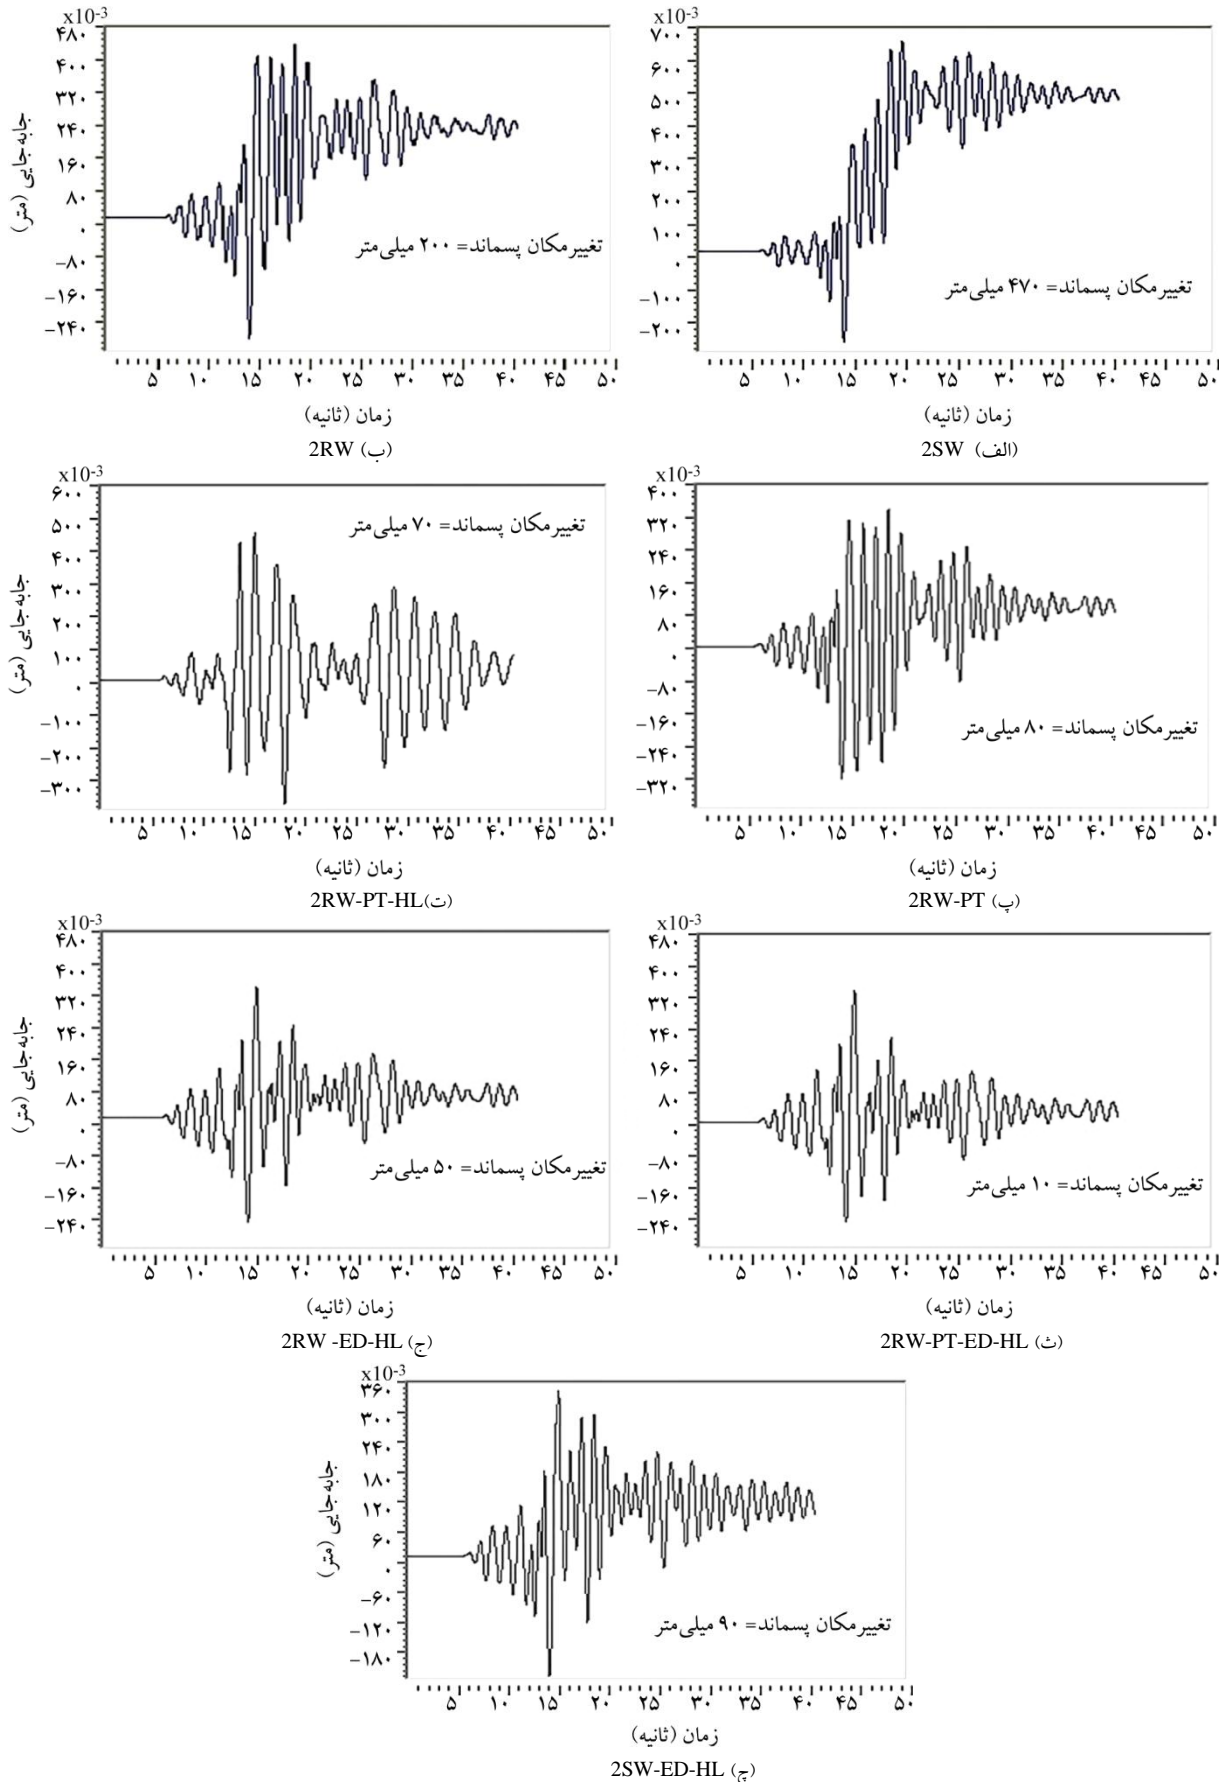 x10-3
۷۰۰
۶۰۰
۵۰۰
۴۰۰
۳۰۰
۲۰۰
۱۰۰
۰
-۱۰۰
-۲۰۰
تغییرمکان پسماند= ۴۷۰ میلی‌متر
۵ ۱۰ ۱۵ ۲۰ ۲۵ ۳۰ ۳۵ ۴۰ ۴۵ ۵۰
زمان (ثانیه)
(الف) 2SW
x10-3
۴۸۰
۴۰۰
۳۲۰
۲۴۰
۱۶۰
۸۰
۰
-۸۰
-۱۶۰
-۲۴۰
جابه‌جایی (متر)
تغییرمکان پسماند= ۲۰۰ میلی‌متر
۵ ۱۰ ۱۵ ۲۰ ۲۵ ۳۰ ۳۵ ۴۰ ۴۵ ۵۰
زمان (ثانیه)
(ب) 2RW
x10-3
۴۰۰
۳۲۰
۲۴۰
۱۶۰
۸۰
۰
-۸۰
-۱۶۰
-۲۴۰
-۳۲۰
تغییرمکان پسماند= ۸۰ میلی‌متر
۵ ۱۰ ۱۵ ۲۰ ۲۵ ۳۰ ۳۵ ۴۰ ۴۵ ۵۰
زمان (ثانیه)
(پ) 2RW-PT
x10-3
۶۰۰
۵۰۰
۴۰۰
۳۰۰
۲۰۰
۱۰۰
۰
-۱۰۰
-۲۰۰
-۳۰۰
جابه‌جایی (متر)
تغییرمکان پسماند= ۷۰ میلی‌متر
۵ ۱۰ ۱۵ ۲۰ ۲۵ ۳۰ ۳۵ ۴۰ ۴۵ ۵۰
زمان (ثانیه)
(ت)2RW-PT-HL
x10-3
۴۸۰
۴۰۰
۳۲۰
۲۴۰
۱۶۰
۸۰
۰
-۸۰
-۱۶۰
-۲۴۰
تغییرمکان پسماند= ۱۰ میلی‌متر
۵ ۱۰ ۱۵ ۲۰ ۲۵ ۳۰ ۳۵ ۴۰ ۴۵ ۵۰
زمان (ثانیه)
(ث) 2RW-PT-ED-HL
x10-3
۴۸۰
۴۰۰
۳۲۰
۲۴۰
۱۶۰
۸۰
۰
-۸۰
-۱۶۰
-۲۴۰
جابه‌جایی (متر)
تغییرمکان پسماند= ۵۰ میلی‌متر
۵ ۱۰ ۱۵ ۲۰ ۲۵ ۳۰ ۳۵ ۴۰ ۴۵ ۵۰
زمان (ثانیه)
(ج) 2RW -ED-HL
x10-3
۳۶۰
۳۰۰
۲۴۰
۱۸۰
۱۲۰
۶۰
۰
-۶۰
-۱۲۰
-۱۸۰
جابه‌جایی (متر)
تغییرمکان پسماند= ۹۰ میلی‌متر
۵ ۱۰ ۱۵ ۲۰ ۲۵ ۳۰ ۳۵ ۴۰ ۴۵ ۵۰
زمان (ثانیه)
(چ) 2SW-ED-HL